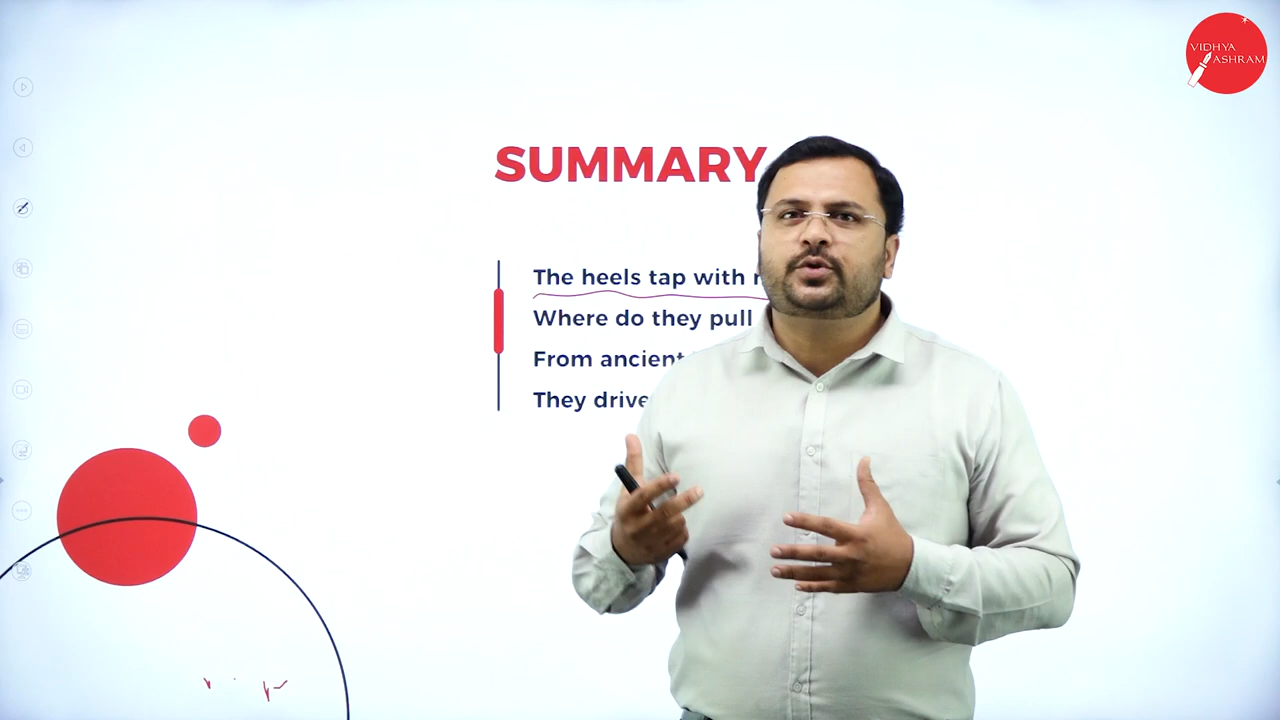 VIDHYA
ASHRAM
SUMMARY
The heels tap with
Where do they pull
From ancient
They drive